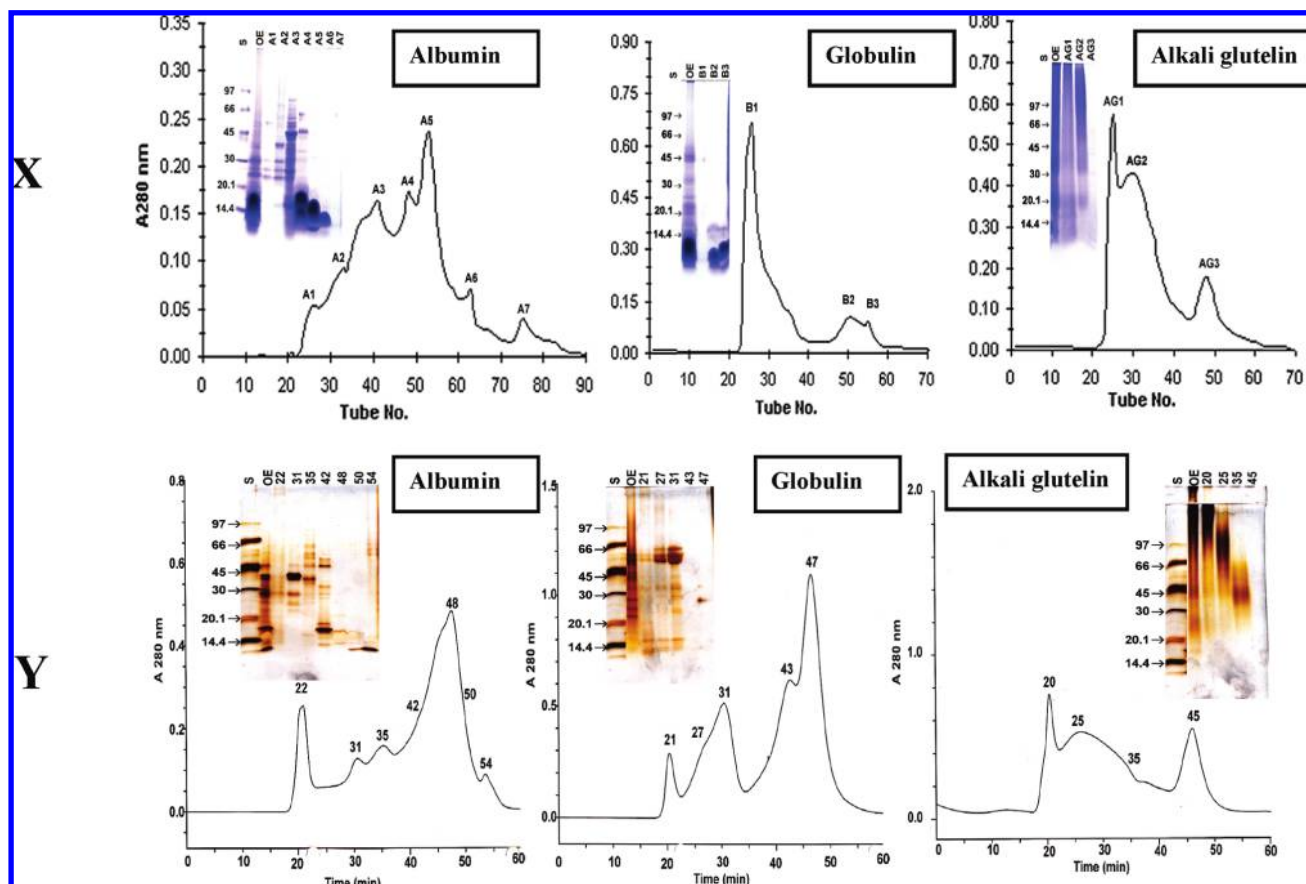 X
0.35
0.30
0.25
0.20
0.15
0.10
0.05
0.00
A280 nm
0 10 20 30 40 50 60 70 80 90
Tube No.
S OE A1 A2 A3 A4 A5 A6 A7
97
66
45
30
20.1
14.4
Albumin
A1
A2
A3
A4
A5
A6
A7
0.90
0.75
0.60
0.45
0.30
0.15
0.00
0 10 20 30 40 50 60 70
Tube No.
S OE B1 B2 B3
97→
66→
45→
30→
20.1→
14.4→
Globulin
B1
B2
B3
0.80
0.70
0.60
0.50
0.40
0.30
0.20
0.10
0.00
0 10 20 30 40 50 60 70
Tube No.
S OE AG1 AG2 AG3
97→
66→
45→
30→
20.1→
14.4→
Alkali glutelin
AG1
AG2
AG3
Y
0.8
0.6
0.4
0.2
0.0
A 280 nm
0 10 20 30 40 50 60
Time (min)
S OE 22 31 35 42 48 50 54
97→
66→
45→
30→
20.1→
14.4→
Albumin
22
31
35
42
48
50
54
1.5
1.0
0.5
0.0
A 280 nm
0 10 20 30 40 50 60
Time (min)
S OE 21 27 31 43 47
97→
66→
45→
30→
20.1→
14.4→
Globulin
21
27
31
43
47
2.0
1.0
0.0
A 280 nm
0 10 20 30 40 50 60
Time (min)
Alkali glutelin
S OE 20 25 35 45
97→
66→
45→
30→
20.1→
14.4→
20
25
35
45